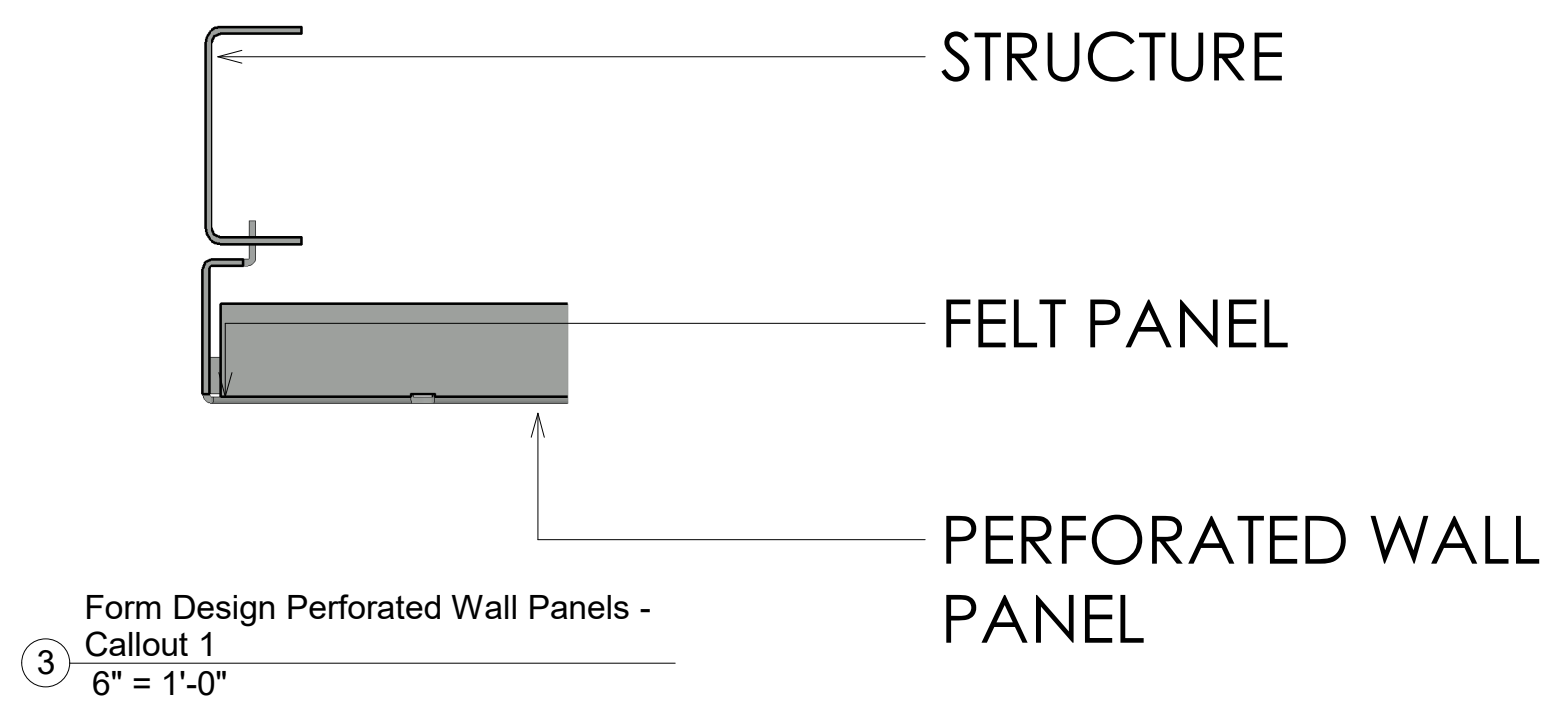 STRUCTURE
FELT PANEL
PERFORATED WALL
PANEL
Form Design Perforated Wall Panels -
Callout 1
3
6" = 1'-0"